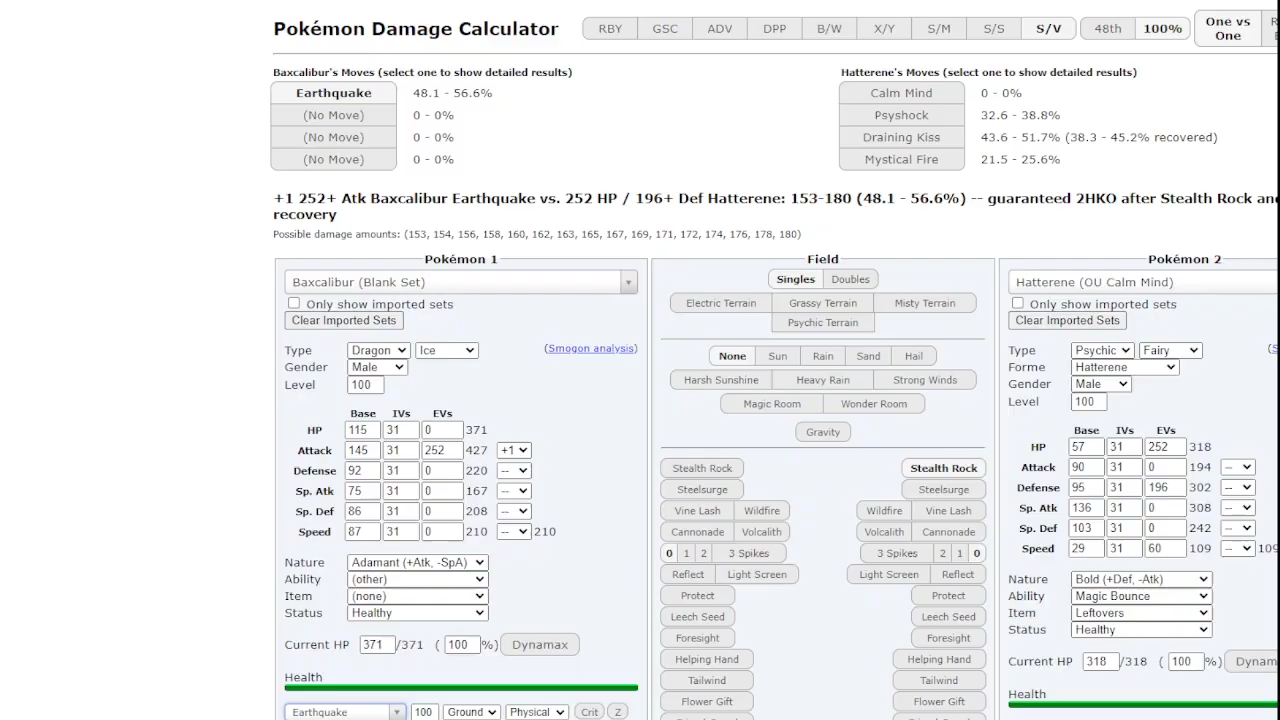 Pokémon Damage Calculator RBY GSC ADV DPP B/W X/Y S/M S/S S/V 48th 100% One vs
One
Baxcalibur's Moves (select one to show detailed results) Hatterene's Moves (select one to show detailed results)
Earthquake 48.1 - 56.6% Calm Mind 0 - 0%
(No Move) 0 - 0% Psyshock 32.6 - 38.8%
(No Move) 0 - 0% Draining Kiss 43.6 - 51.7% (38.3 - 45.2% recovered)
(No Move) 0 - 0% Mystical Fire 21.5 - 25.6%
+1 252+ Atk Baxcalibur Earthquake vs. 252 HP / 196+ Def Hatterene: 153-180 (48.1 - 56.6%) -- guaranteed 2HKO after Stealth Rock and
recovery
Possible damage amounts: (153, 154, 156, 158, 160, 162, 163, 165, 167, 169, 171, 172, 174, 176, 178, 180)
Pokémon 1
Baxcalibur (Blank Set)
Only show imported sets
Clear Imported Sets
Type Dragon Ice (Smogon analysis)
Gender Male
Level 100
Base IVs EVs
HP 115 31 0 371
Attack 145 31 252 427 +1
Defense 92 31 0 220 --
Sp. Atk 75 31 0 167 --
Sp. Def 86 31 0 208 --
Speed 87 31 0 210 -- 210
Nature Adamant (+Atk, -SpA)
Ability (other)
Item (none)
Status Healthy
Current HP 371 /371 ( 100 %) Dynamax
Health
Earthquake 100 Ground Physical Crit Z
Field
Singles Doubles
Electric Terrain Grassy Terrain Misty Terrain
Psychic Terrain
None Sun Rain Sand Hail
Harsh Sunshine Heavy Rain Strong Winds
Magic Room Wonder Room
Gravity
Stealth Rock Stealth Rock
Steelsurge Steelsurge
Vine Lash Wildfire Wildfire Vine Lash
Cannonade Volcalith Volcalith Cannonade
0 1 2 3 Spikes 3 Spikes 2 1 0
Reflect Light Screen Light Screen Reflect
Protect Protect
Leech Seed Leech Seed
Foresight Foresight
Helping Hand Helping Hand
Tailwind Tailwind
Flower Gift Flower Gift
Pokémon 2
Hatterene (OU Calm Mind)
Only show imported sets
Clear Imported Sets
Type Psychic Fairy
Forme Hatterene
Gender Male
Level 100
Base IVs EVs
HP 57 31 252 318
Attack 90 31 0 194 --
Defense 95 31 196 302 --
Sp. Atk 136 31 0 308 --
Sp. Def 103 31 0 242 --
Speed 29 31 60 109 -- 109
Nature Bold (+Def, -Atk)
Ability Magic Bounce
Item Leftovers
Status Healthy
Current HP 318 /318 ( 100 %) Dynam
Health